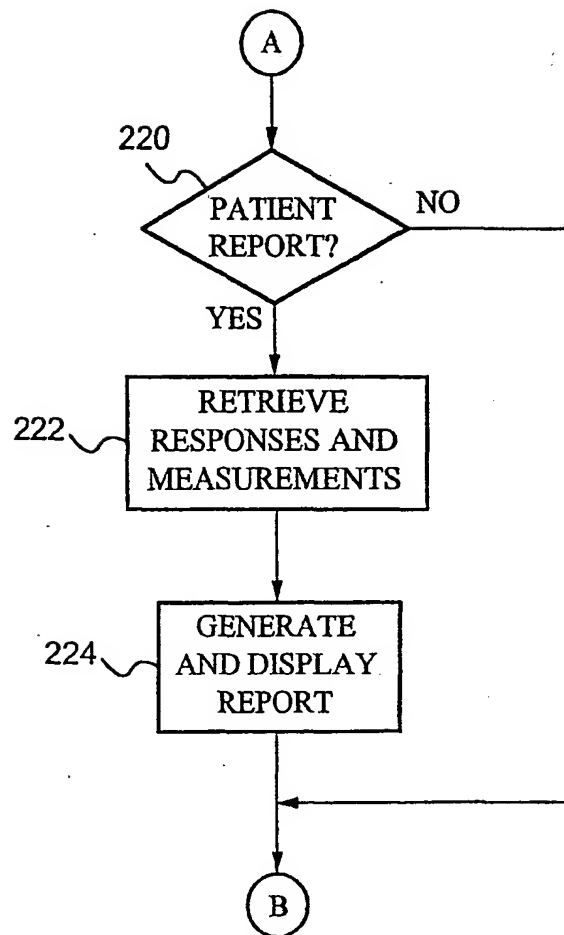 A
220
PATIENT
REPORT?
NO
YES
222
RETRIEVE
RESPONSES AND
MEASUREMENTS
224
GENERATE
AND DISPLAY
REPORT
B